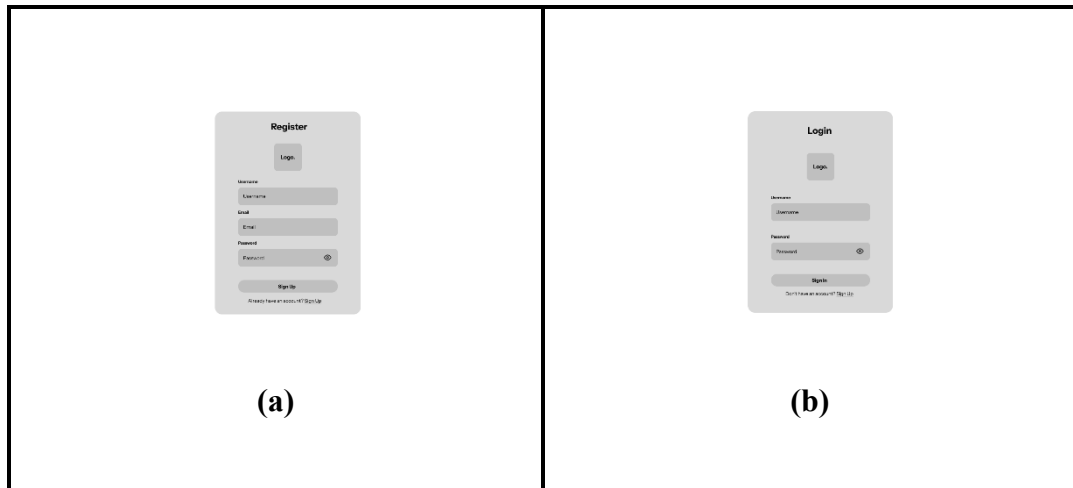 Register
Logo.
Username
Username
Email
Email
Password
Password
Sign Up
Already have an account? Sign Up
(a)
Login
Logo.
Username
Username
Password
Password
Sign In
Don't have an account? Sign Up
(b)